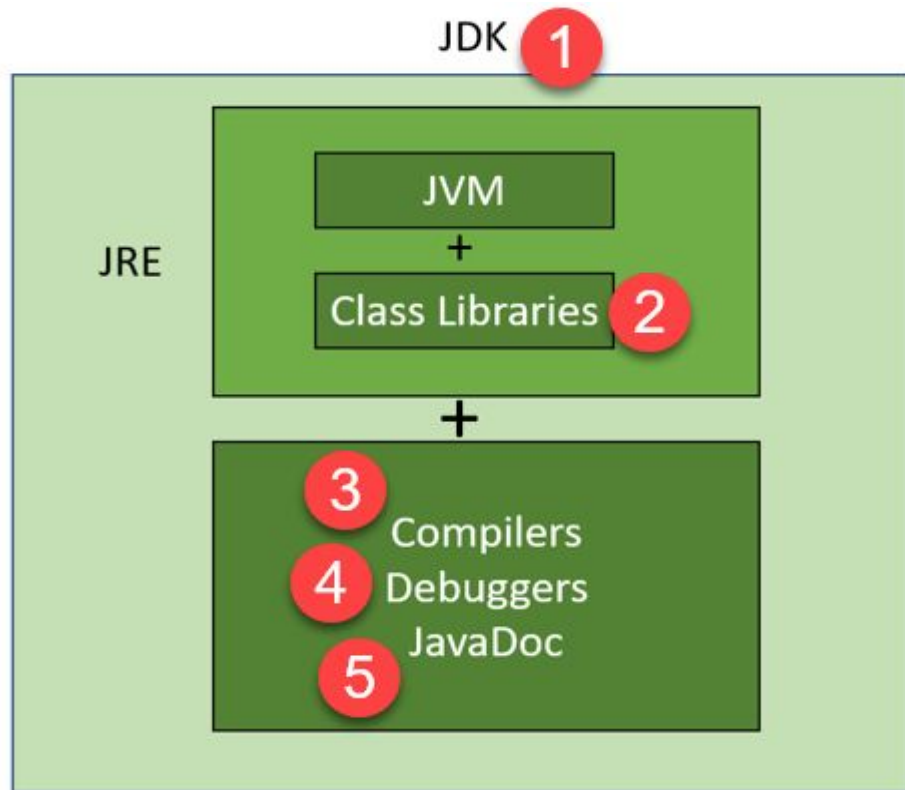 JDK 1
JVM
+
JRE
Class Libraries 2
+
3
Compilers
4 Debuggers
JavaDoc
5